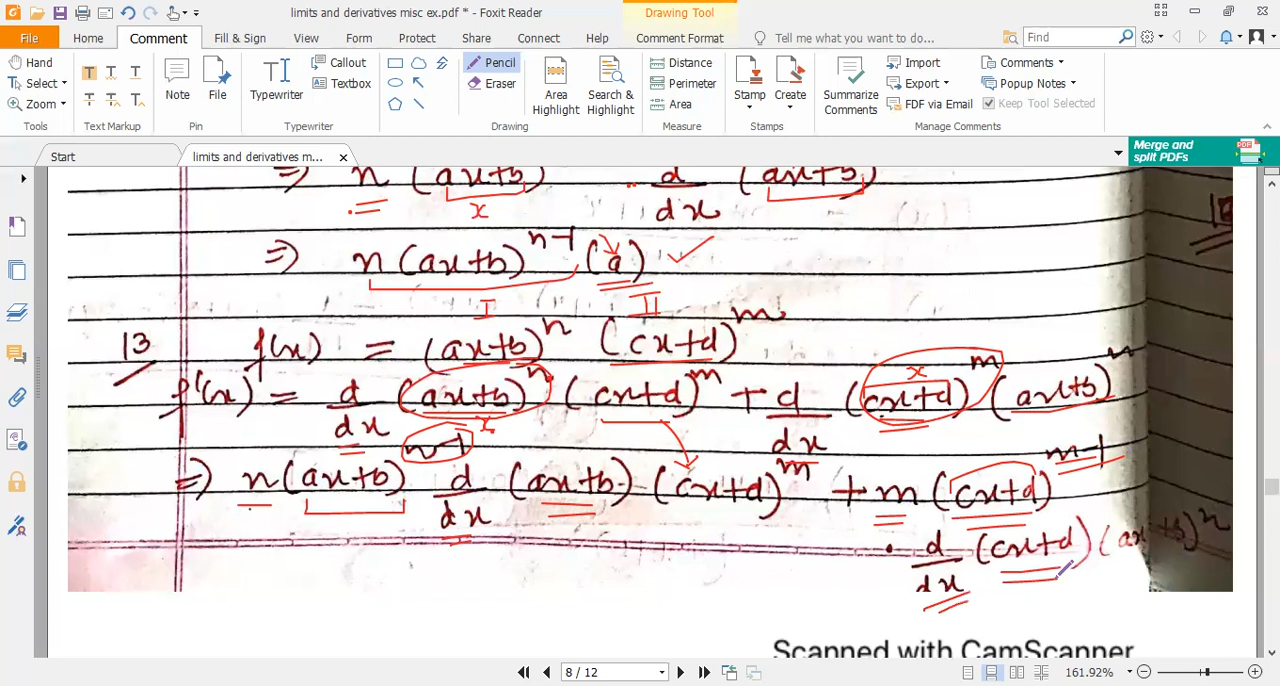 limits and derivatives misc ex.pdf * - Foxit Reader
Drawing Tool
File Home Comment Fill & Sign View Form Protect Share Connect Help Comment Format Tell me what you want to do... Find
Hand Select Zoom
Tools
Text Markup
Note File
Pin
Typewriter Callout Textbox
Typewriter
Pencil Eraser
Drawing
Area Highlight Search & Highlight
Distance Perimeter Area
Measure
Stamp Create
Stamps
Summarize Comments Import Export FDF via Email Comments Popup Notes Keep Tool Selected
Manage Comments
Start limits and derivatives m... Merge and split PDFs PDF
⇒ n (ax+b) d/dx (ax+b)
x
⇒ n(ax+b)^n-1 (a) ✓
I II
13 f(x) = (ax+b)^n (cx+d)^m
f'(x) = d/dx (ax+b)^n (cx+d)^m + d/dx (cx+d)^m (ax+b)^n
x x
⇒ n(ax+b)^n-1 d/dx (ax+b) (cx+d)^m + m(cx+d)^m-1
. d/dx (cx+d) (ax+b)^n
Scanned with CamScanner
8 / 12 161.92%